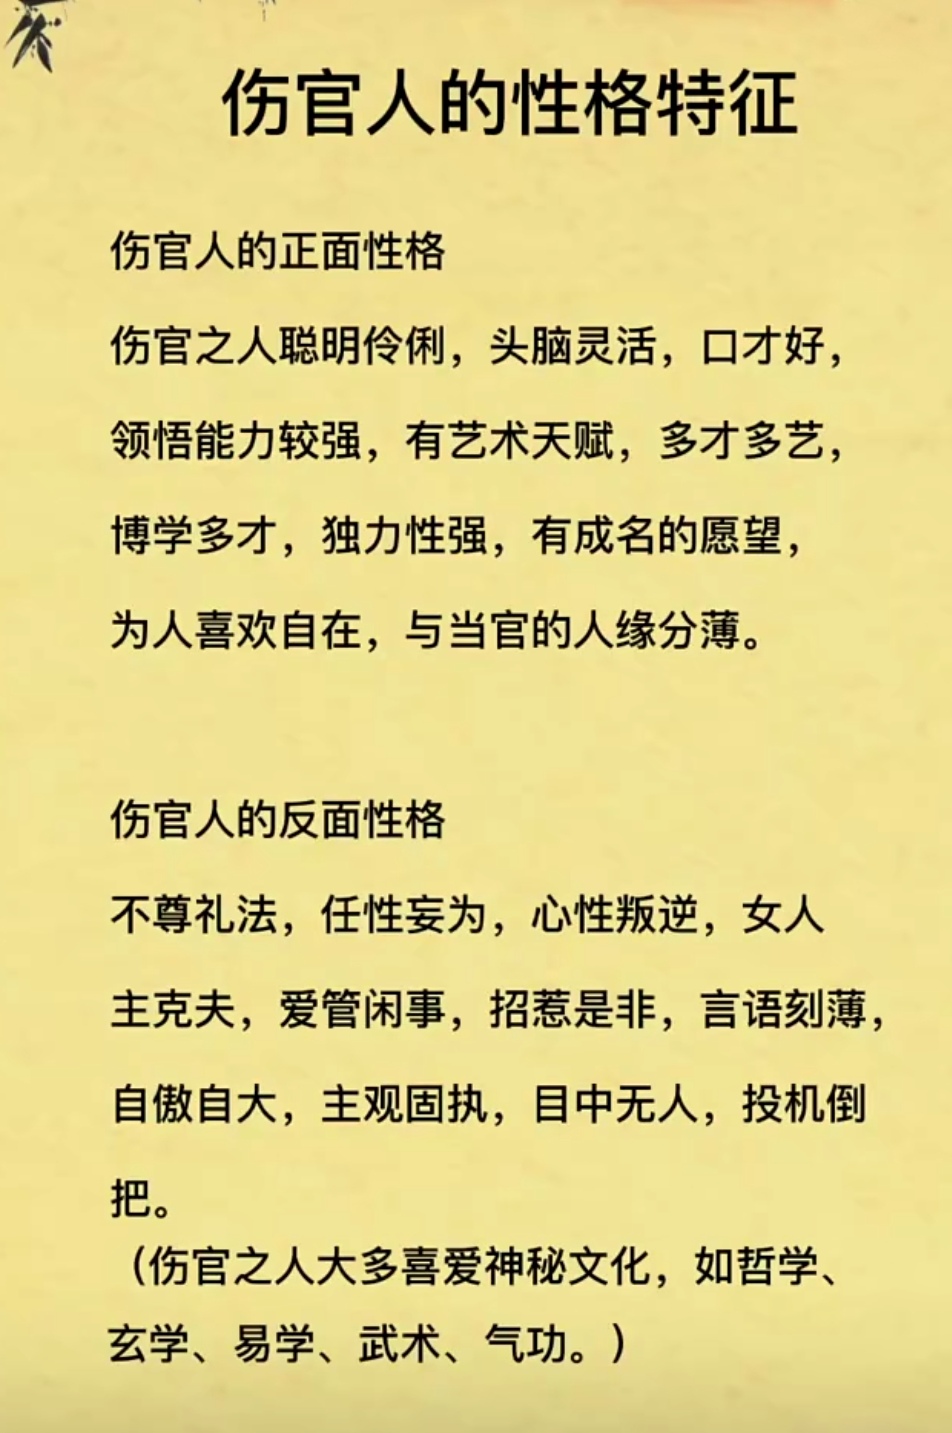 伤官人的性格特征
伤官人的正面性格
伤官之人聪明伶俐，头脑灵活，口才好，
领悟能力较强，有艺术天赋，多才多艺，
博学多才，独力性强，有成名的愿望，
为人喜欢自在，与当官的人缘分薄。
伤官人的反面性格
不尊礼法，任性妄为，心性叛逆，女人
主克夫，爱管闲事，招惹是非，言语刻薄，
自傲自大，主观固执，目中无人，投机倒
把。
（伤官之人大多喜爱神秘文化，如哲学、
玄学、易学、武术、气功。）